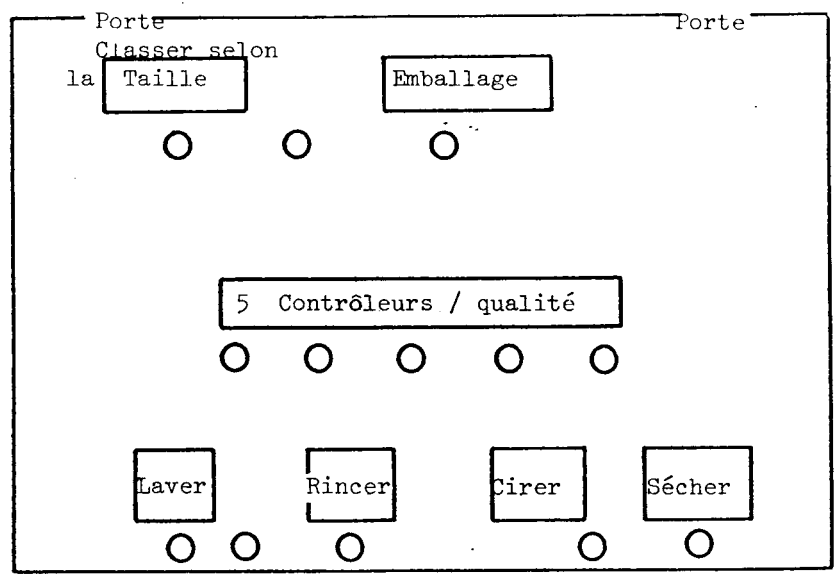 Porte Porte
Classer selon
la Taille Emballage
5 Contrôleurs / qualité
Laver Rincer Cirer Sécher